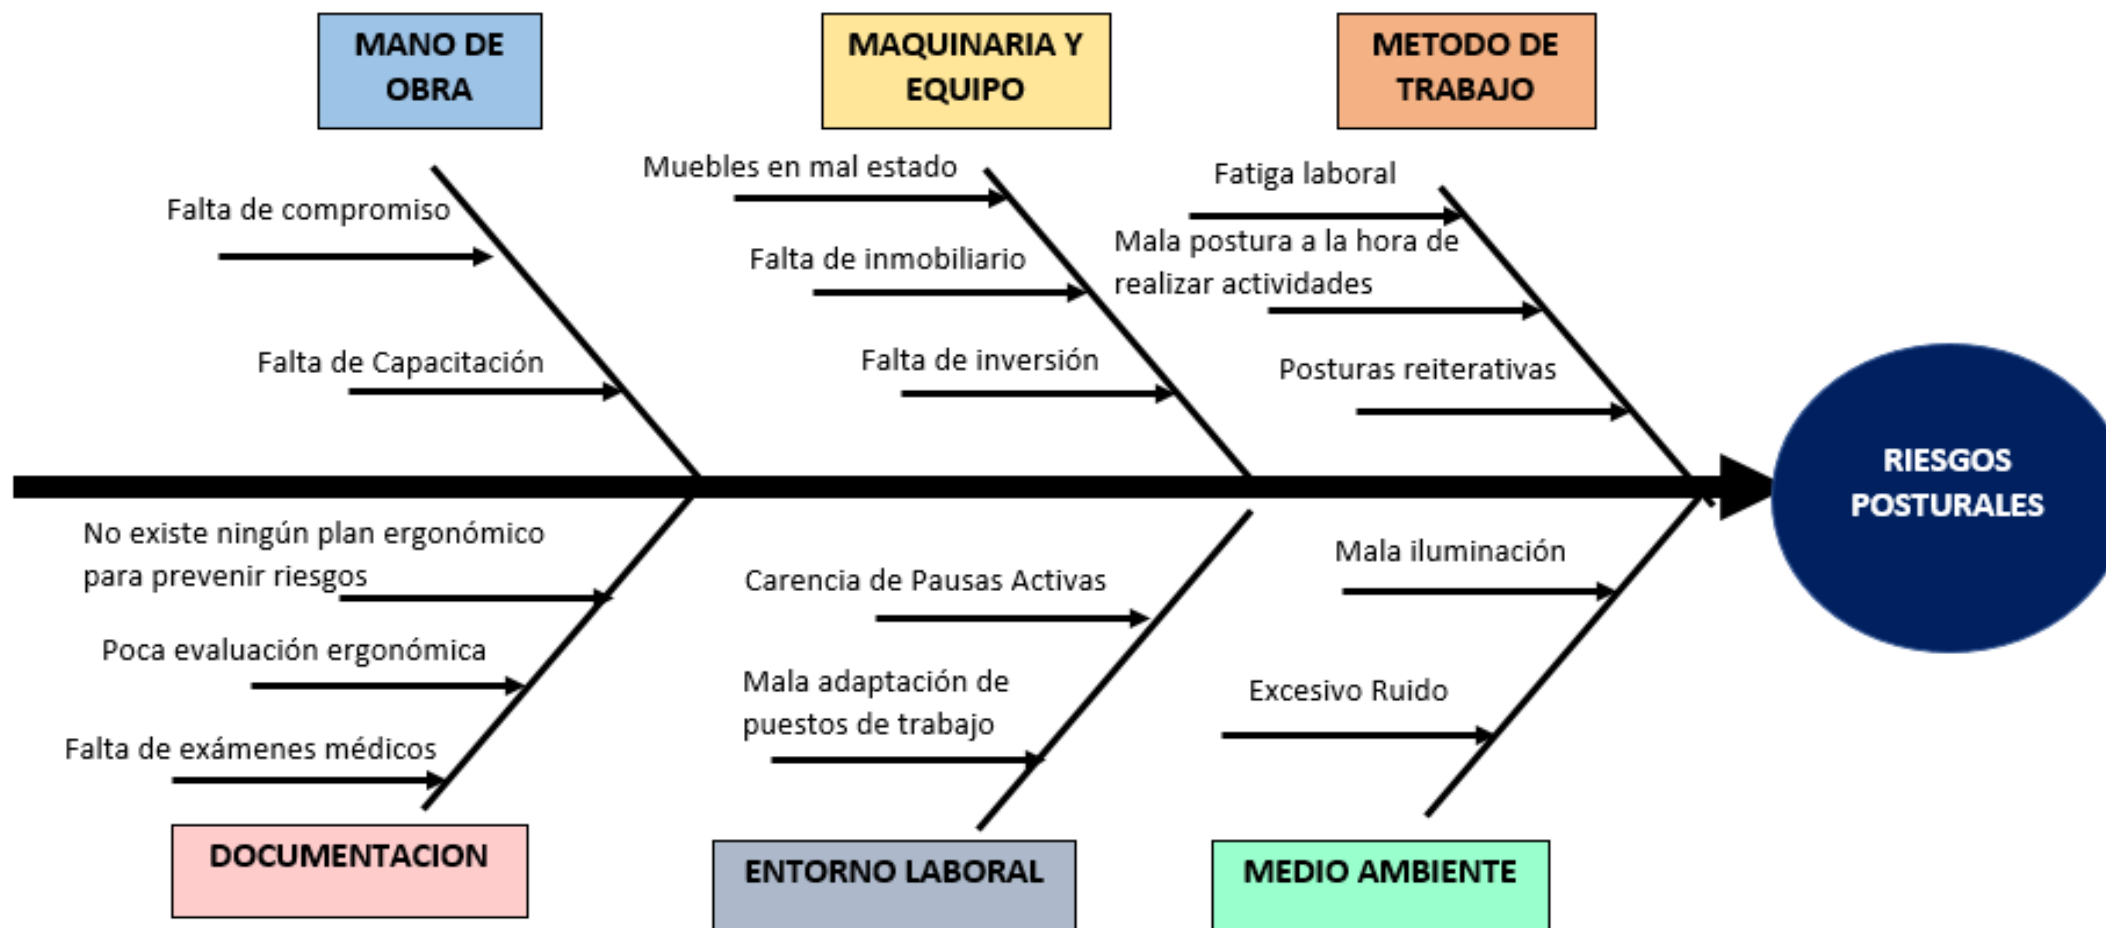 MANO DE
OBRA
MAQUINARIA Y
EQUIPO
METODO DE
TRABAJO
Falta de compromiso
Falta de Capacitación
Muebles en mal estado
Falta de inmobiliario
Falta de inversión
Fatiga laboral
Mala postura a la hora de
realizar actividades
Posturas reiterativas
RIESGOS
POSTURALES
No existe ningún plan ergonómico
para prevenir riesgos
Poca evaluación ergonómica
Falta de exámenes médicos
Carencia de Pausas Activas
Mala adaptación de
puestos de trabajo
Mala iluminación
Excesivo Ruido
DOCUMENTACION
ENTORNO LABORAL
MEDIO AMBIENTE